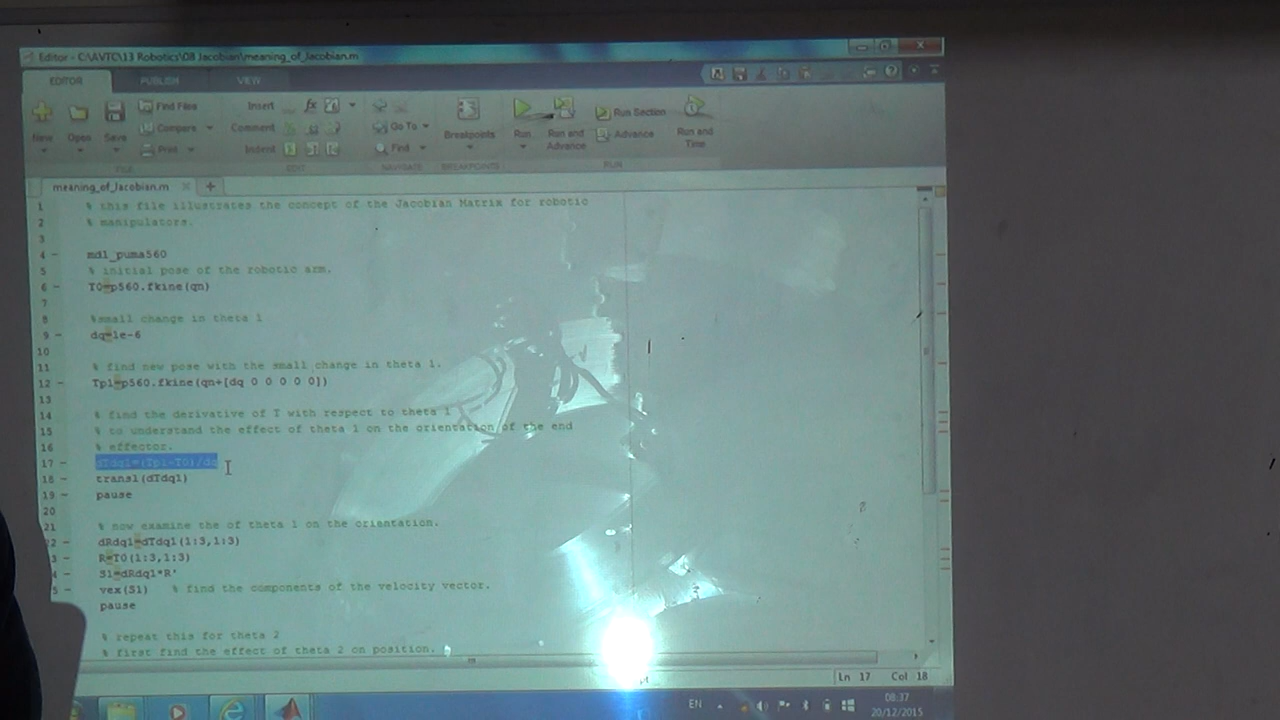 Editor - C:\AVTC\13 Robotics\08 Jacobian\meaning_of_Jacobian.m
EDITOR PUBLISH VIEW
Find Files Insert fx Run Section
Compare Comment Go To Breakpoints Run Run and Advance Advance Run and Time
New Open Save Print Indent Find
FILE EDIT NAVIGATE BREAKPOINTS RUN
meaning_of_Jacobian.m
1 % this file illustrates the concept of the Jacobian Matrix for robotic
2 % manipulators.
3
4 - mdl_puma560
5 % initial pose of the robotic arm.
6 - T0=p560.fkine(qn)
7
8 %small change in theta 1
9 - dq=1e-6
10
11 % find new pose with the small change in theta 1.
12 - Tp1=p560.fkine(qn+[dq 0 0 0 0 0])
13
14 % find the derivative of T with respect to theta 1
15 % to understand the effect of theta 1 on the orientation of the end
16 % effector.
17 - dTdq1=(Tp1-T0)/dq
18 - transl(dTdq1)
19 - pause
20
21 % now examine the of theta 1 on the orientation.
22 - dRdq1=dTdq1(1:3,1:3)
3 - R=T0(1:3,1:3)
4 - S1=dRdq1*R'
5 - vex(S1) % find the components of the velocity vector.
pause
% repeat this for theta 2
% first find the effect of theta 2 on position.
Ln 17 Col 18
EN 08:37
20/12/2015